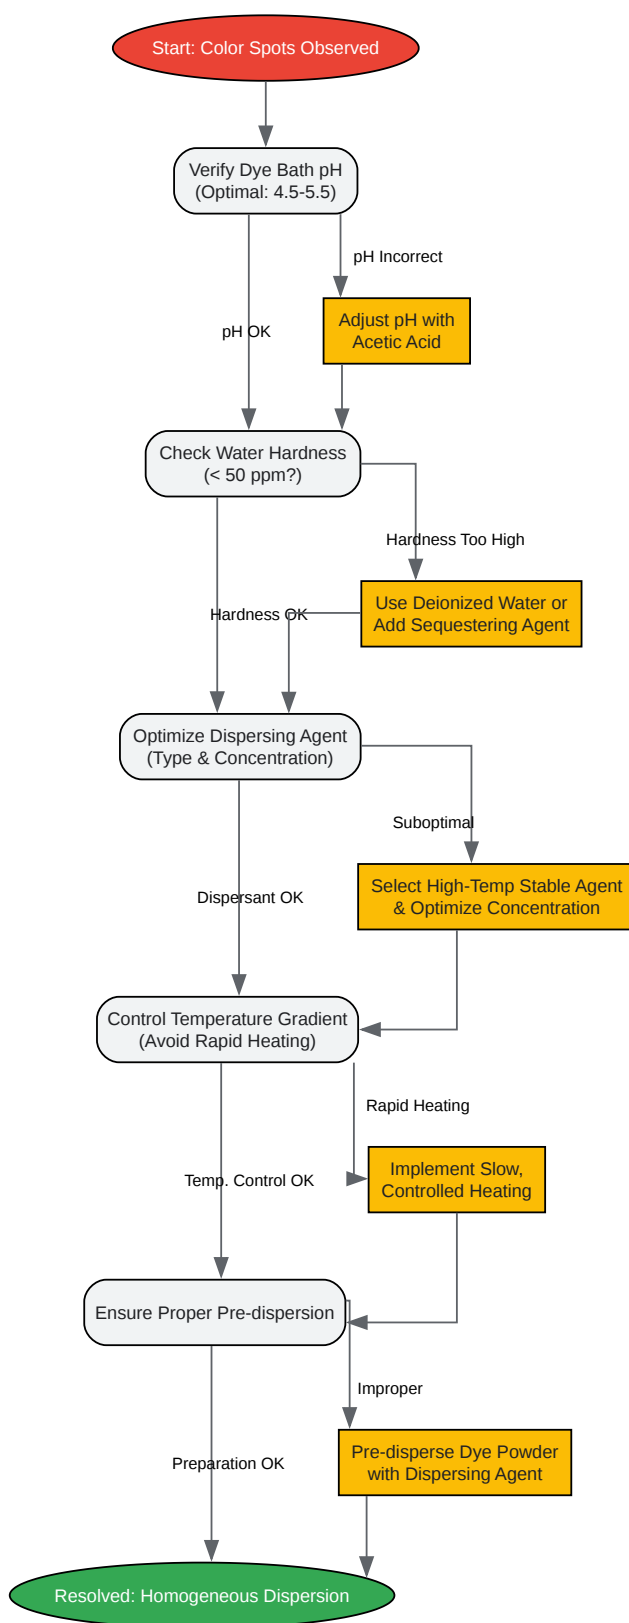 Start: Color Spots Observed
Verify Dye Bath pH
(Optimal: 4.5-5.5)
pH Incorrect
pH OK
Adjust pH with
Acetic Acid
Check Water Hardness
(< 50 ppm?)
Hardness Too High
Hardness OK
Use Deionized Water or
Add Sequestering Agent
Optimize Dispersing Agent
(Type & Concentration)
Suboptimal
Dispersant OK
Select High-Temp Stable Agent
& Optimize Concentration
Control Temperature Gradient
(Avoid Rapid Heating)
Rapid Heating
Temp. Control OK
Implement Slow,
Controlled Heating
Ensure Proper Pre-dispersion
Improper
Preparation OK
Pre-disperse Dye Powder
with Dispersing Agent
Resolved: Homogeneous Dispersion